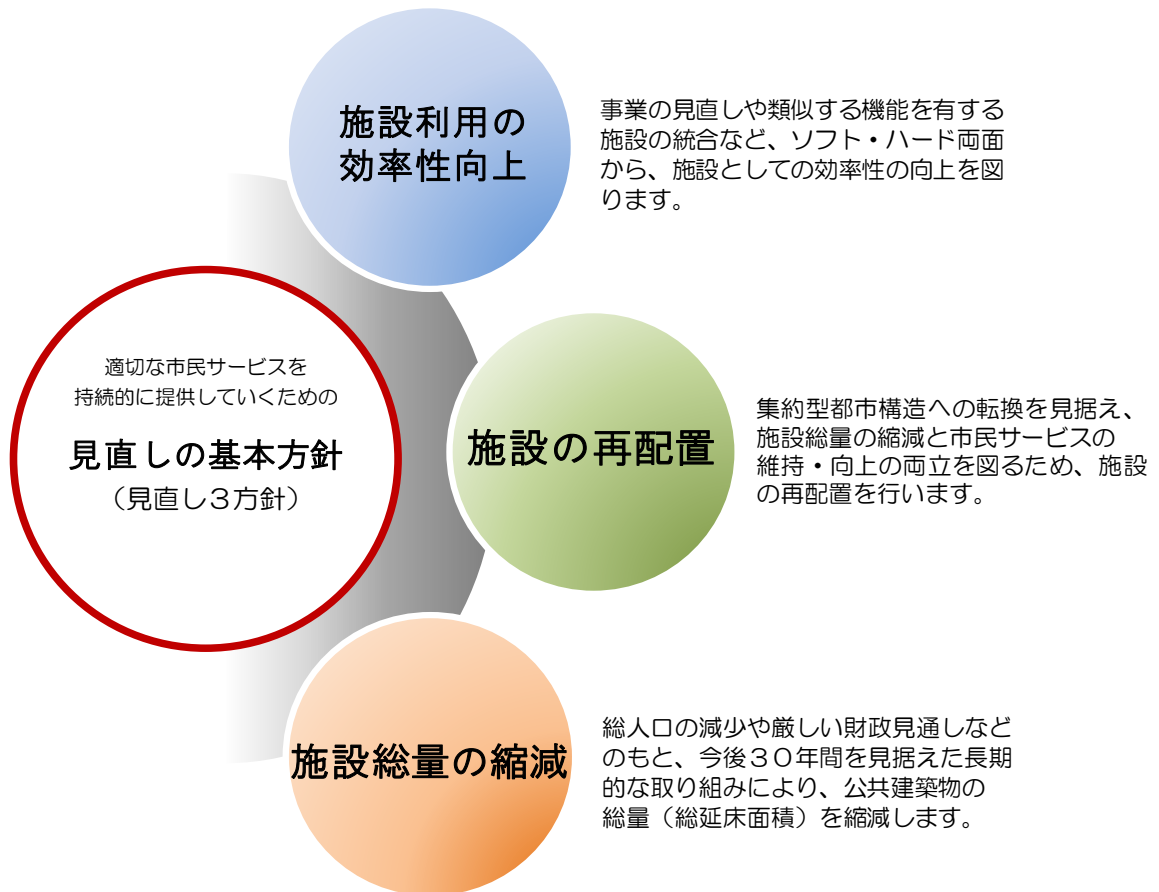 施設利用の
効率性向上
事業の見直しや類似する機能を有する
施設の統合など、ソフト・ハード両面
から、施設としての効率性の向上を図
ります。
適切な市民サービスを
持続的に提供していくための
見直しの基本方針
（見直し３方針）
施設の再配置
集約型都市構造への転換を見据え、
施設総量の縮減と市民サービスの
維持・向上の両立を図るため、施設
の再配置を行います。
施設総量の縮減
総人口の減少や厳しい財政見通しなど
のもと、今後３０年間を見据えた長期
的な取り組みにより、公共建築物の
総量（総延床面積）を縮減します。